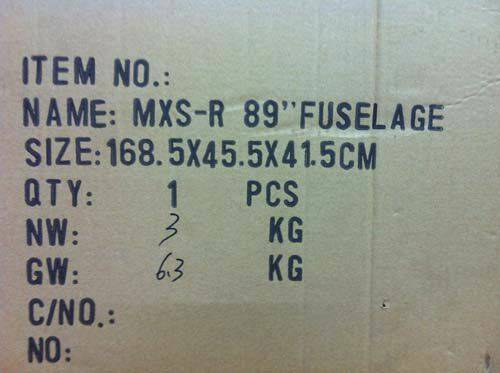 ITEM NO.:
NAME: MXS-R 89"FUSELAGE
SIZE:168.5X45.5X41.5CM
QTY: 1 PCS
NW: 3 KG
GW: 6.3 KG
C/NO.:
NO: